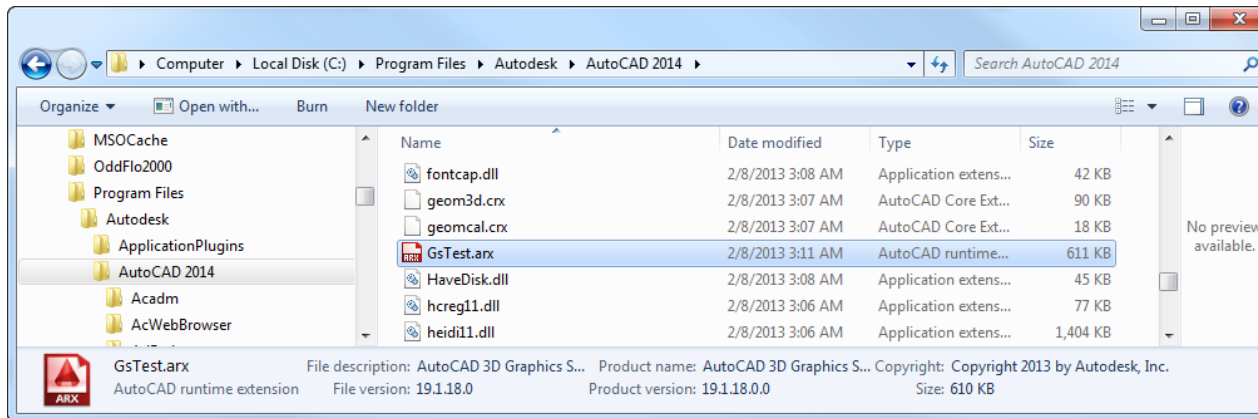 Computer Local Disk (C:) Program Files Autodesk AutoCAD 2014 Search AutoCAD 2014
Organize Open with... Burn New folder
MSOCache
OddFlo2000
Program Files
Autodesk
ApplicationPlugins
AutoCAD 2014
Acadm
AcWebBrowser
Name Date modified Type Size
fontcap.dll 2/8/2013 3:08 AM Application extens... 42 KB
geom3d.crx 2/8/2013 3:07 AM AutoCAD Core Ext... 90 KB
geomcal.crx 2/8/2013 3:07 AM AutoCAD Core Ext... 18 KB
ARX GsTest.arx 2/8/2013 3:11 AM AutoCAD runtime... 611 KB
HaveDisk.dll 2/8/2013 3:08 AM Application extens... 45 KB
hcreg11.dll 2/8/2013 3:06 AM Application extens... 77 KB
heidi11.dll 2/8/2013 3:06 AM Application extens... 1,404 KB
No preview
available.
ARX
GsTest.arx File description: AutoCAD 3D Graphics S... Product name: AutoCAD 3D Graphics S... Copyright: Copyright 2013 by Autodesk, Inc.
AutoCAD runtime extension File version: 19.1.18.0 Product version: 19.1.18.0.0 Size: 610 KB